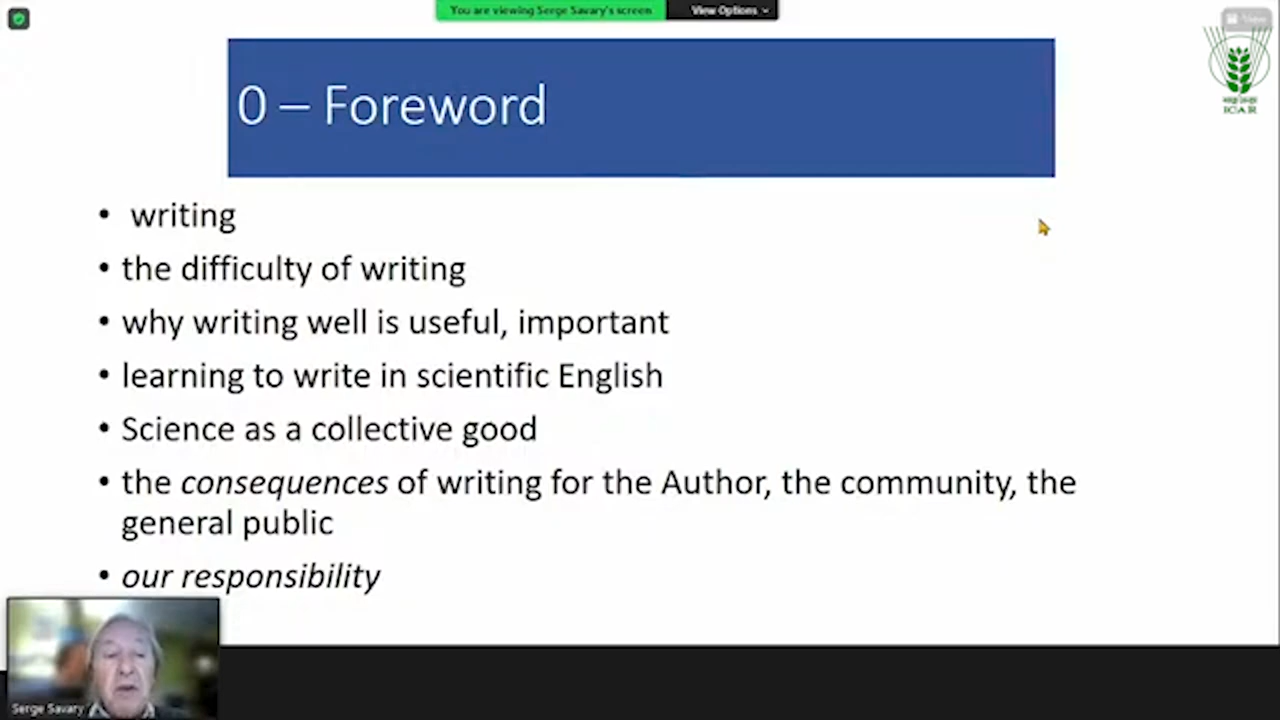 You are viewing Serge Savary's screen
View Options
View
0 – Foreword
ICAR
• writing
• the difficulty of writing
• why writing well is useful, important
• learning to write in scientific English
• Science as a collective good
• the consequences of writing for the Author, the community, the
general public
• our responsibility
Serge Savary